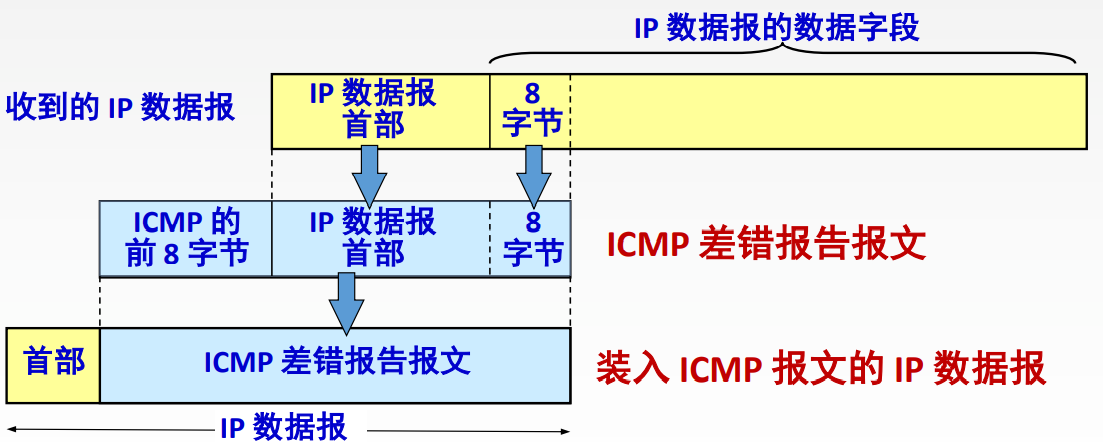 IP 数据报的数据字段
收到的 IP 数据报
IP 数据报
首部
8
字节
ICMP 的
前 8 字节
IP 数据报
首部
8
字节
ICMP 差错报告报文
首部
ICMP 差错报告报文
装入 ICMP 报文的 IP 数据报
IP 数据报